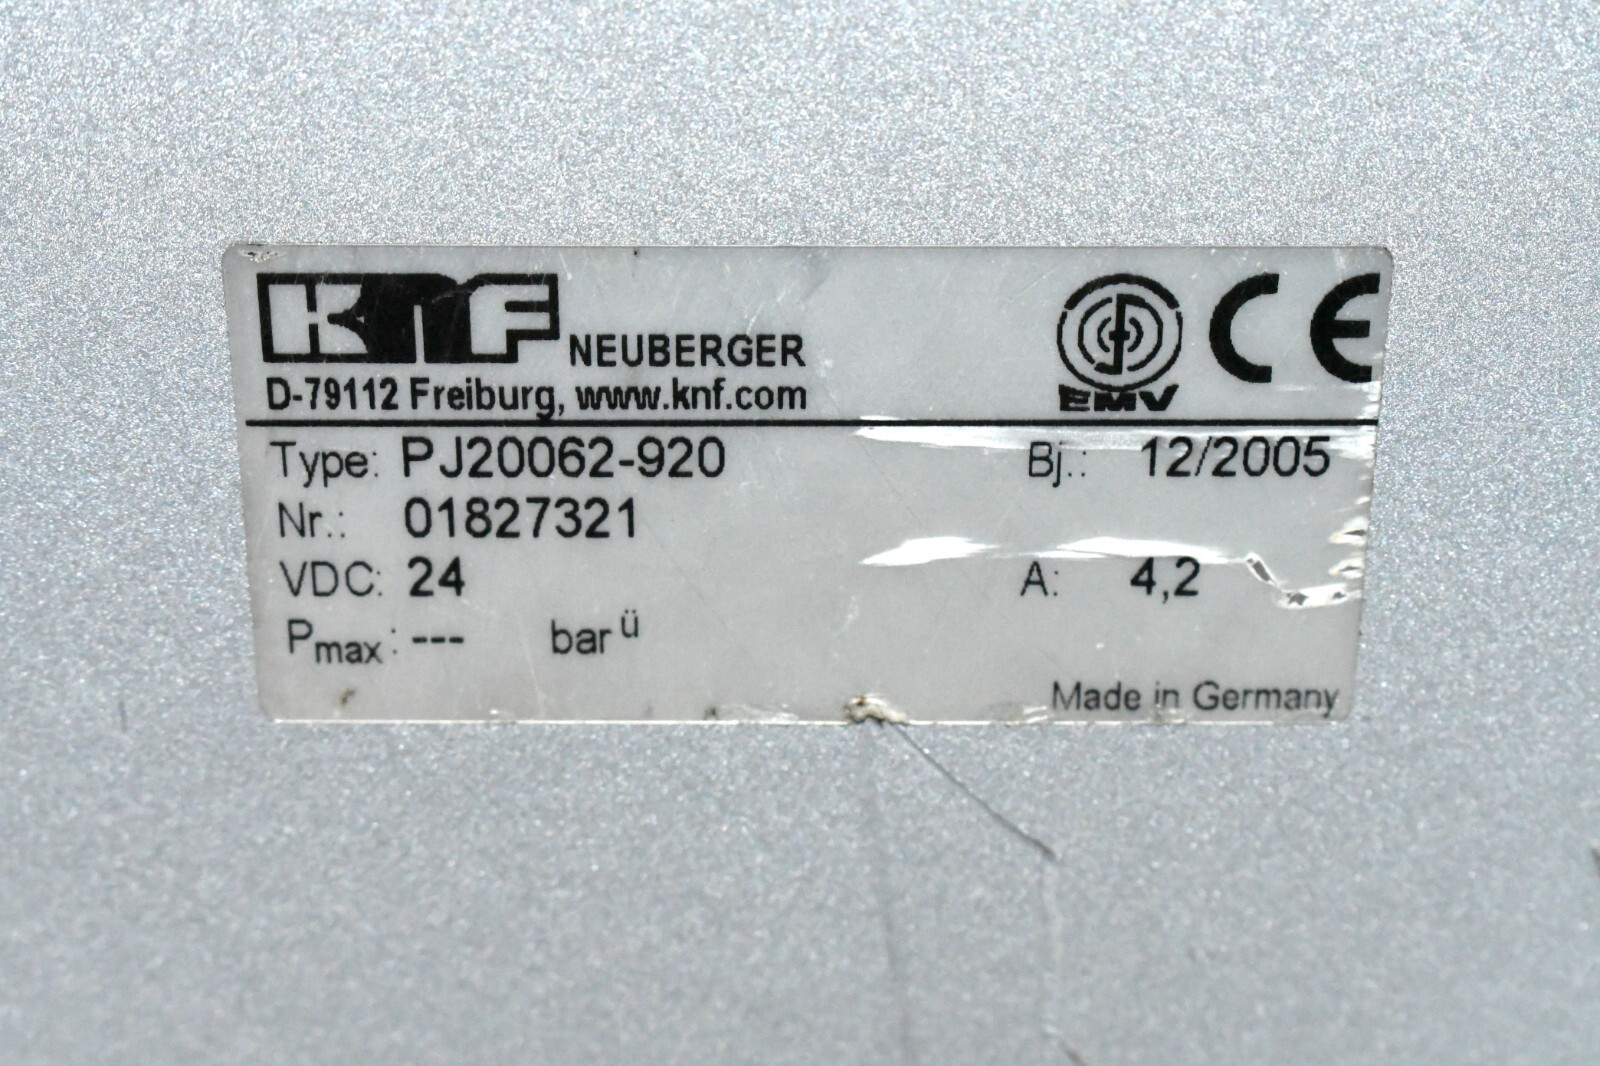 KNF NEUBERGER EMV CE
D-79112 Freiburg, www.knf.com
Type: PJ20062-920 Bj.: 12/2005
Nr.: 01827321
VDC: 24 A: 4,2
Pmax: --- bar ü
Made in Germany